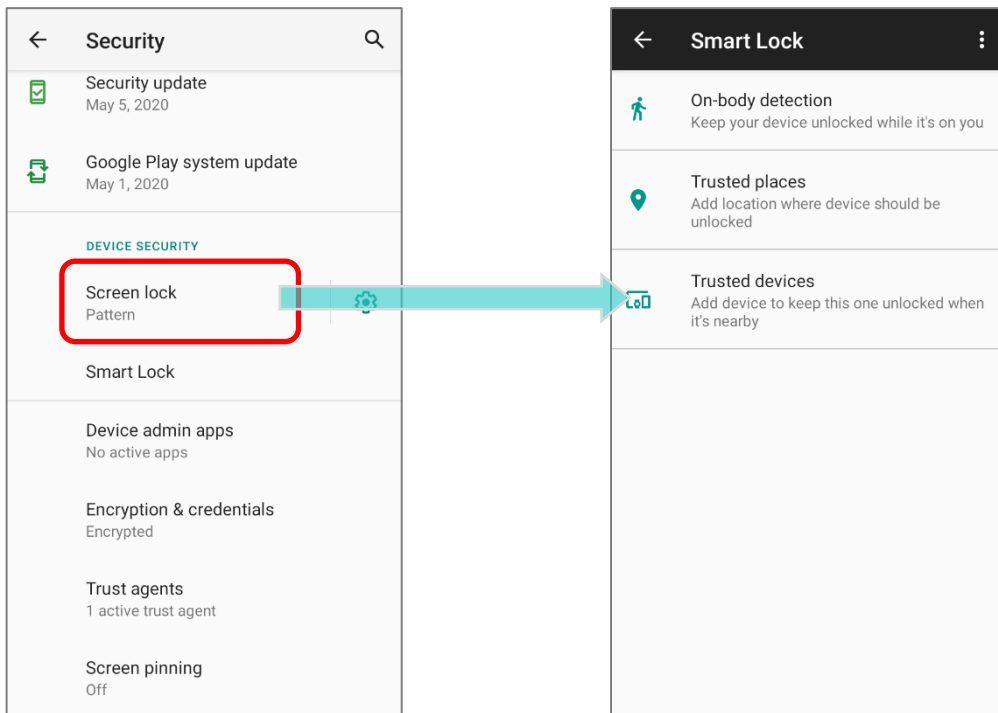 Security
Security update
May 5, 2020
Google Play system update
May 1, 2020
DEVICE SECURITY
Screen lock
Pattern
Smart Lock
Device admin apps
No active apps
Encryption & credentials
Encrypted
Trust agents
1 active trust agent
Screen pinning
Off
Smart Lock
On-body detection
Keep your device unlocked while it's on you
Trusted places
Add location where device should be
unlocked
Trusted devices
Add device to keep this one unlocked when
it's nearby